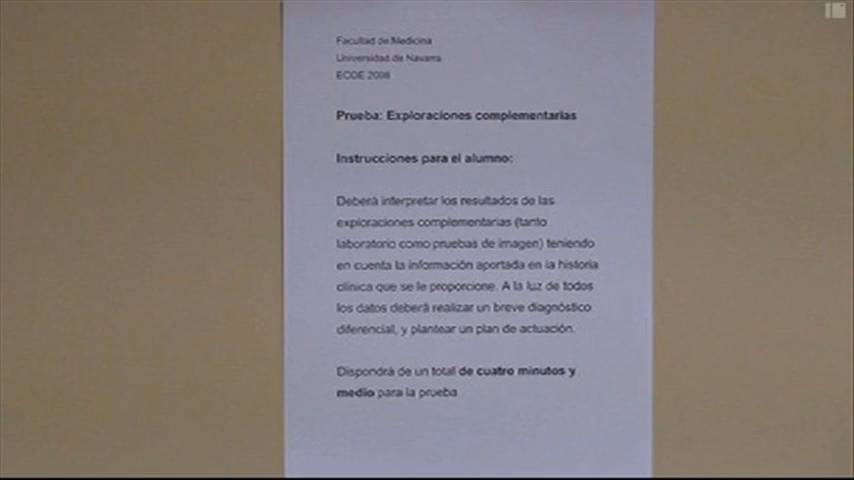 Facultad de Medicina
Universidad de Navarra
ECOE 2008
Prueba: Exploraciones complementarias
Instrucciones para el alumno:
Deberá interpretar los resultados de las
exploraciones complementarias (tanto
laboratorio como pruebas de imagen) teniendo
en cuenta la información aportada en la historia
clínica que se le proporcione. A la luz de todos
los datos deberá realizar un breve diagnóstico
diferencial, y plantear un plan de actuación.
Dispondrá de un total de cuatro minutos y
medio para la prueba